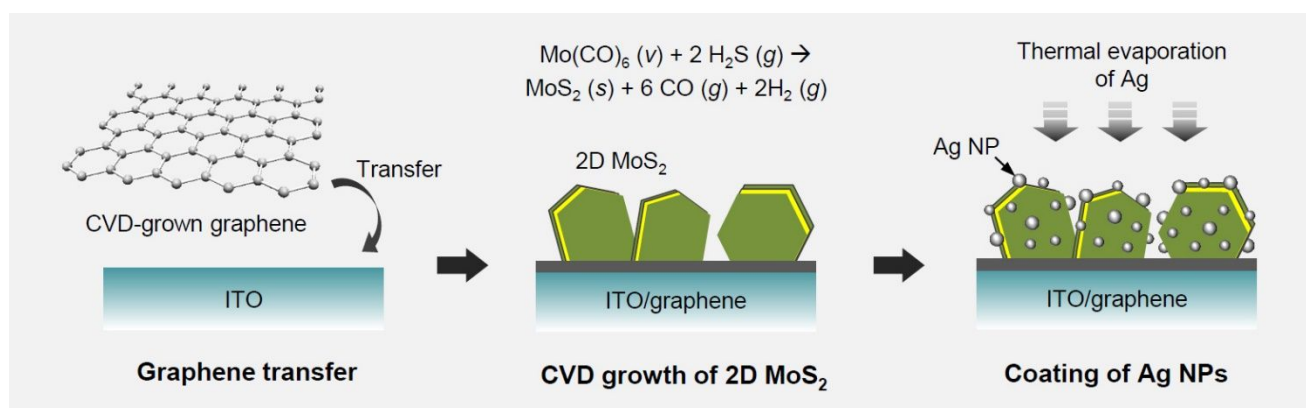 CVD-grown graphene
Transfer
ITO
Graphene transfer
Mo(CO)₆ (v) + 2 H₂S (g) →
MoS₂ (s) + 6 CO (g) + 2H₂ (g)
2D MoS₂
ITO/graphene
CVD growth of 2D MoS₂
Thermal evaporation
of Ag
Ag NP
ITO/graphene
Coating of Ag NPs